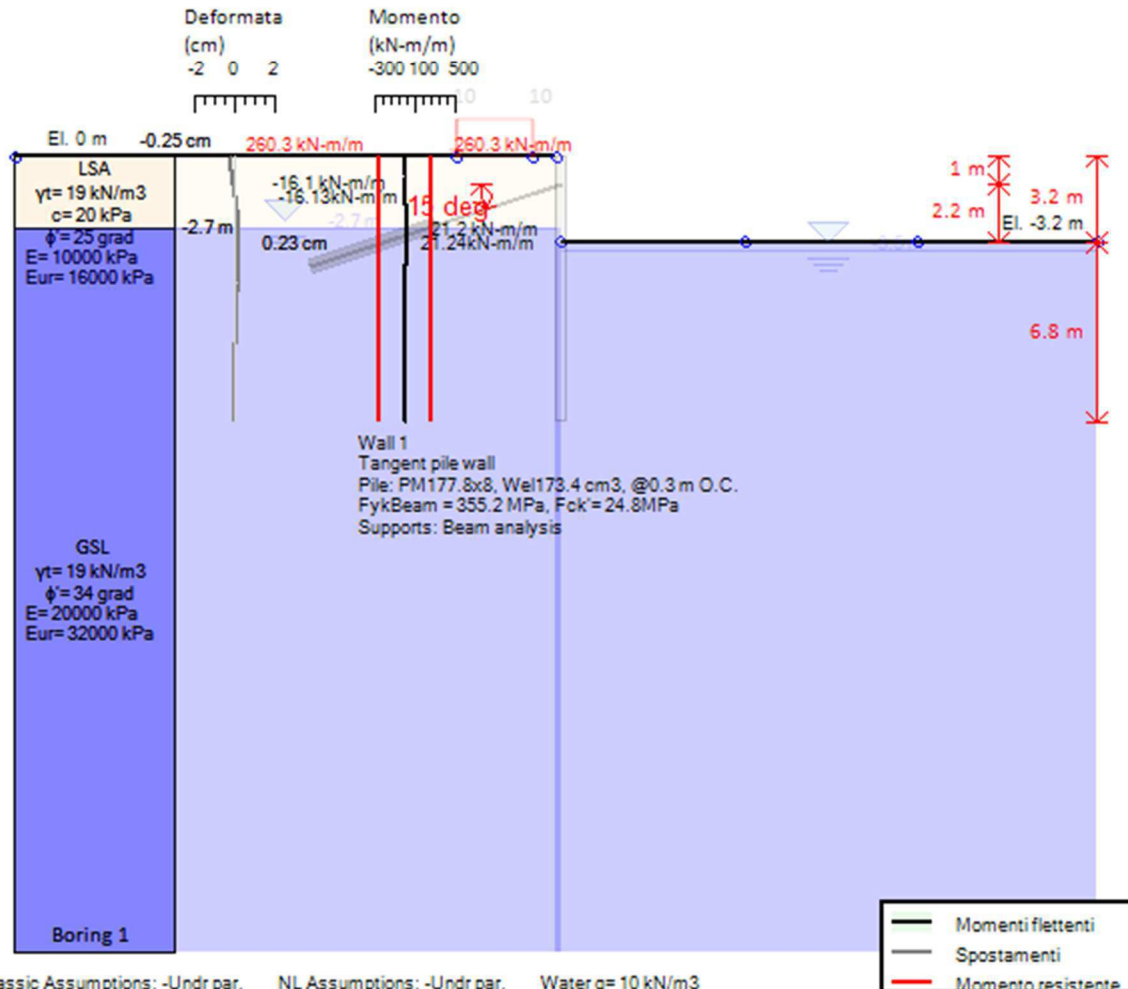 Deformata
(cm)
-2 0 2
Momento
(kN-m/m)
-300 100 500
10 10
El. 0 m
-0.25 cm
260.3 kN-m/m
260.3 kN-m/m
LSA
γt= 19 kN/m3
c= 20 kPa
ϕ'= 25 grad
E= 10000 kPa
Eur= 16000 kPa
-16.1 kN-m/m
-16.13kN-m/m
15 deg
-2.7 m
-2.7 m
0.23 cm
21.2 kN-m/m
21.24kN-m/m
1 m
2.2 m
3.2 m
El. -3.2 m
6.8 m
Wall 1
Tangent pile wall
Pile: PM177.8x8, Wel173.4 cm3, @0.3 m O.C.
FykBeam = 355.2 MPa, Fck'= 24.8MPa
Supports: Beam analysis
GSL
γt= 19 kN/m3
ϕ'= 34 grad
E= 20000 kPa
Eur= 32000 kPa
Boring 1
Momenti flettenti
Spostamenti
Momento resistente
assic Assumptions: -Undr par. NL Assumptions: -Undr par. Water g= 10 kN/m3